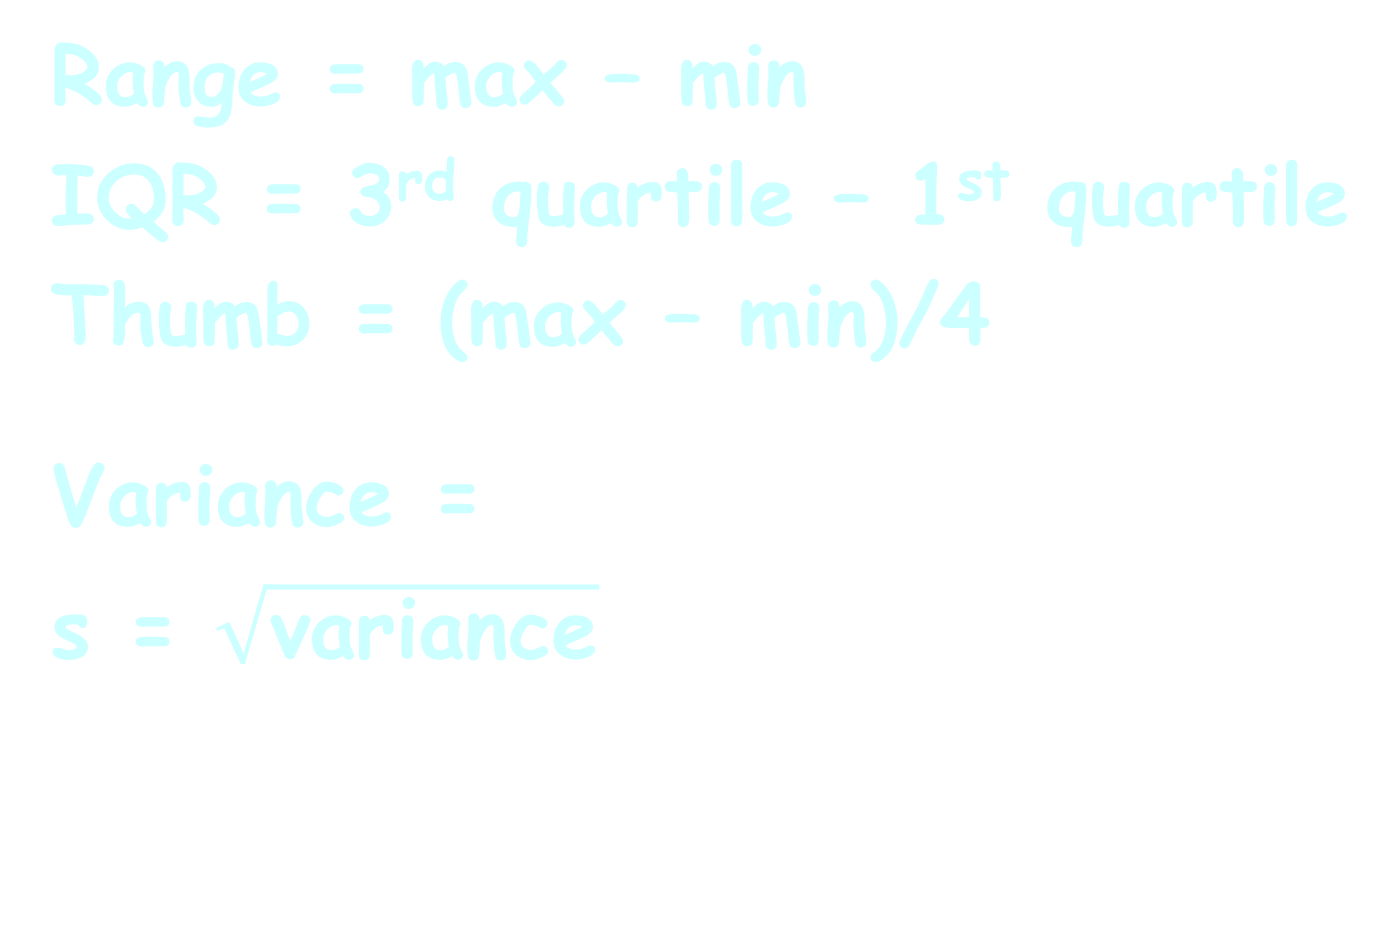 Range = max – min
IQR = 3rd quartile – 1st quartile
Thumb = (max – min)/4
Variance =
s = √variance